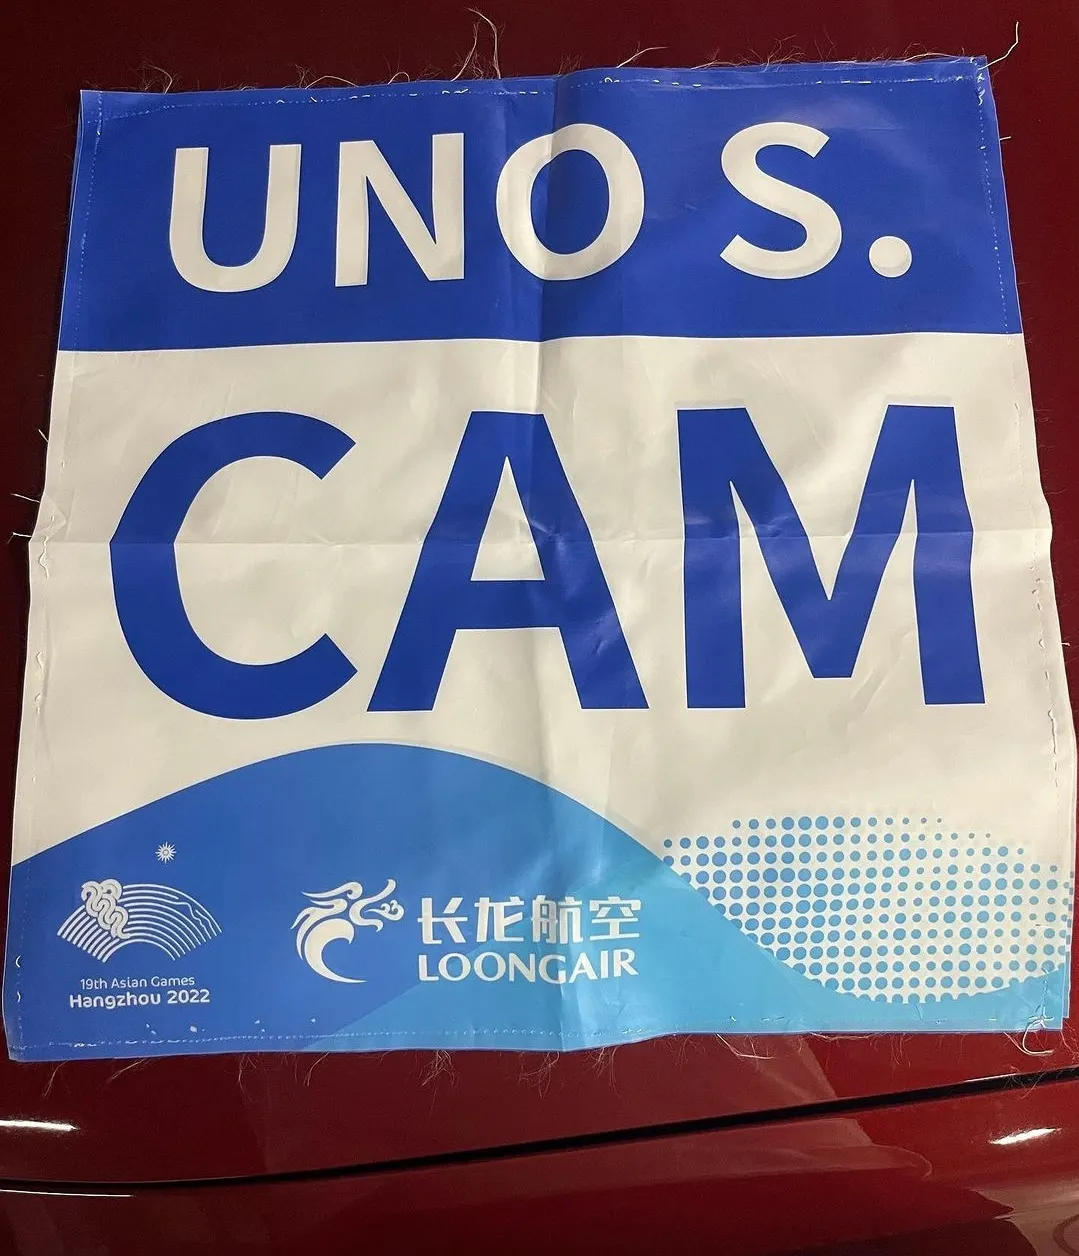 UNO S.
CAM
19th Asian Games
Hangzhou 2022
长龙航空
LOONGAIR